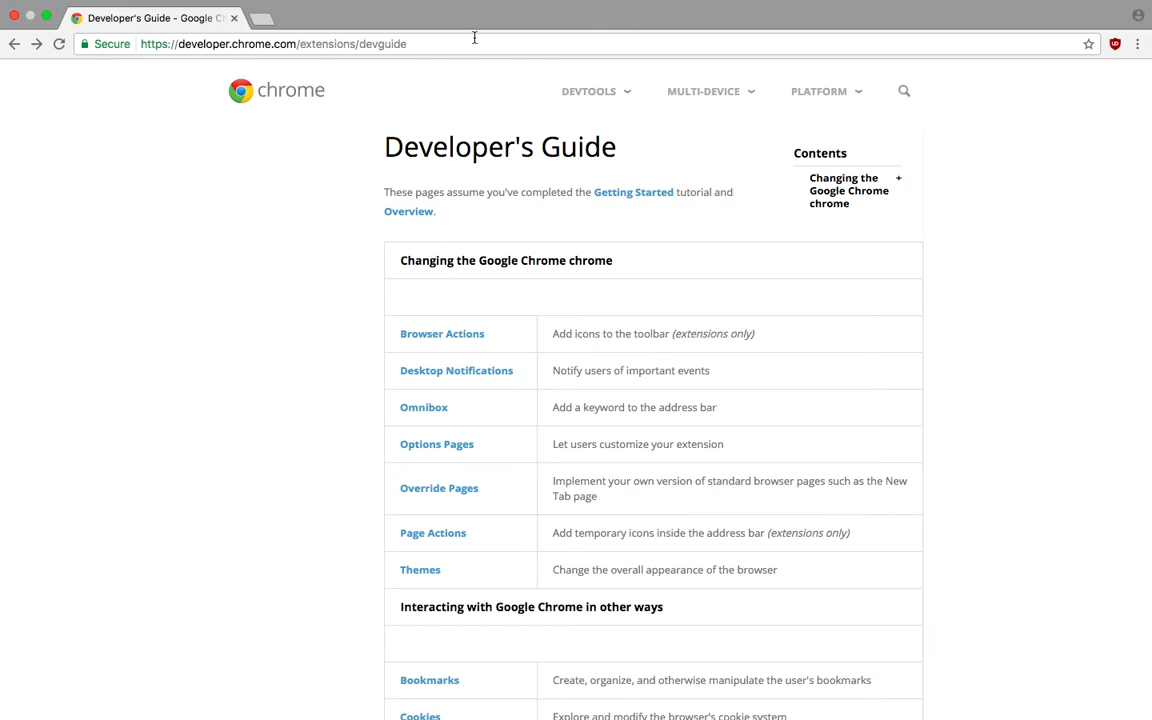 Developer's Guide - Google Ch
Secure https://developer.chrome.com/extensions/devguide
chrome
DEVTOOLS MULTI-DEVICE PLATFORM
Developer's Guide
These pages assume you've completed the Getting Started tutorial and
Overview.
Contents
Changing the +
Google Chrome
chrome
Changing the Google Chrome chrome
Browser Actions Add icons to the toolbar (extensions only)
Desktop Notifications Notify users of important events
Omnibox Add a keyword to the address bar
Options Pages Let users customize your extension
Override Pages Implement your own version of standard browser pages such as the New
Tab page
Page Actions Add temporary icons inside the address bar (extensions only)
Themes Change the overall appearance of the browser
Interacting with Google Chrome in other ways
Bookmarks Create, organize, and otherwise manipulate the user's bookmarks
Cookies Explore and modify the browser's cookie system